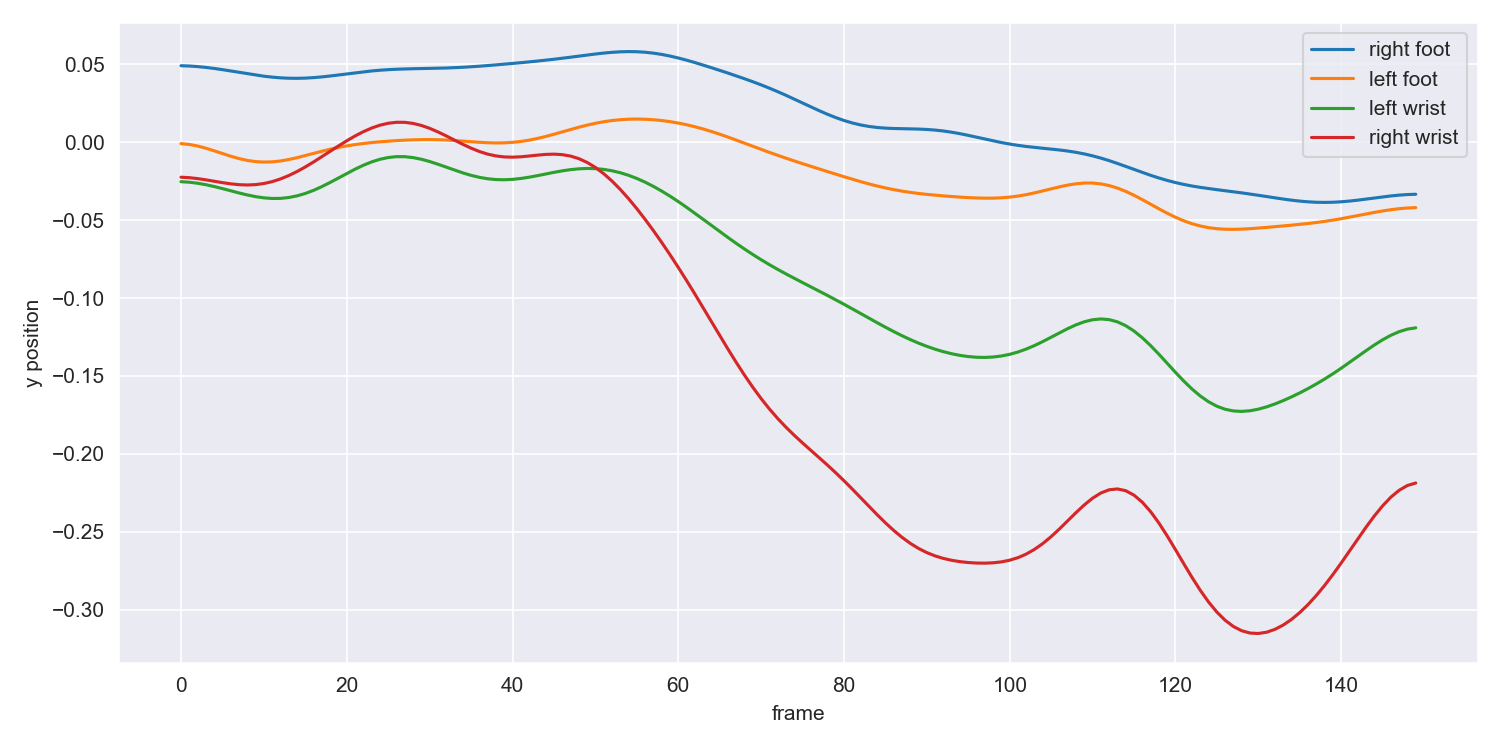 right foot
left foot
left wrist
right wrist
0.05
0.00
−0.05
−0.10
−0.15
−0.20
−0.25
−0.30
y position
0 20 40 60 80 100 120 140
frame